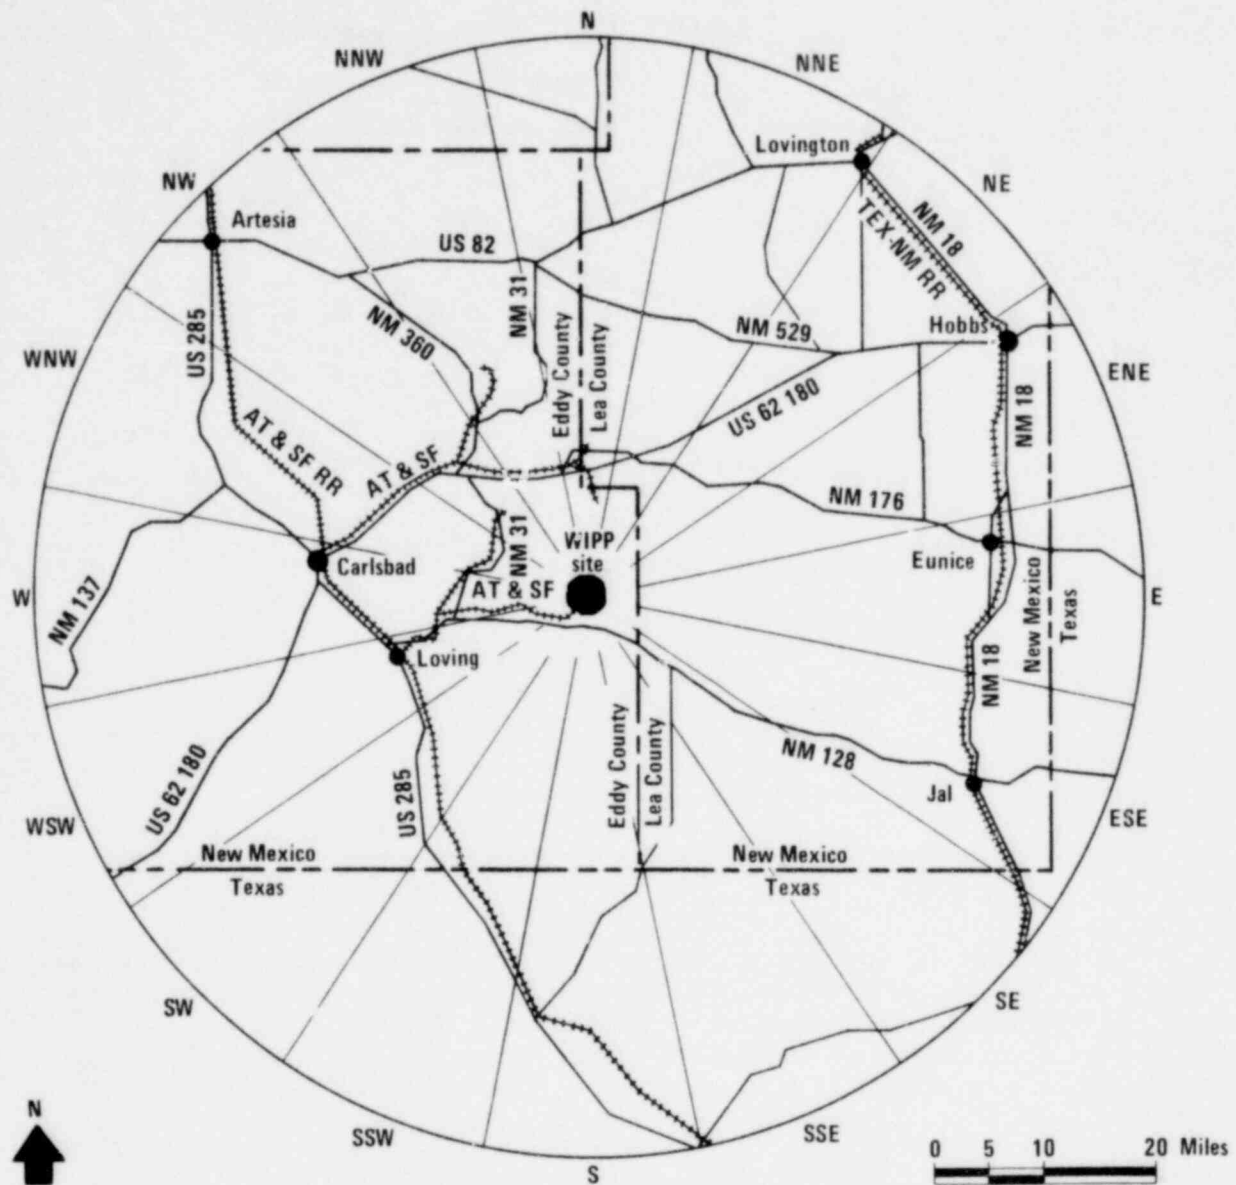 N
NNW
NNE
Lovington
NW
NE
Artesia
NM 18
TEX-NM RR
US 82
NM 31
US 285
NM 360
NM 529
Hobbs
WNW
ENE
Eddy County
Lea County
US 62 180
NM 18
AT & SF RR
AT & SF
NM 176
NM 31
WIPP
site
Carlsbad
Eunice
AT & SF
W
NM 137
E
New Mexico
Texas
Loving
NM 18
Eddy County
Lea County
NM 128
US 62 180
US 285
Jal
WSW
ESE
New Mexico
Texas
New Mexico
Texas
SW
SE
N
SSW
SSE
S
0 5 10 20 Miles